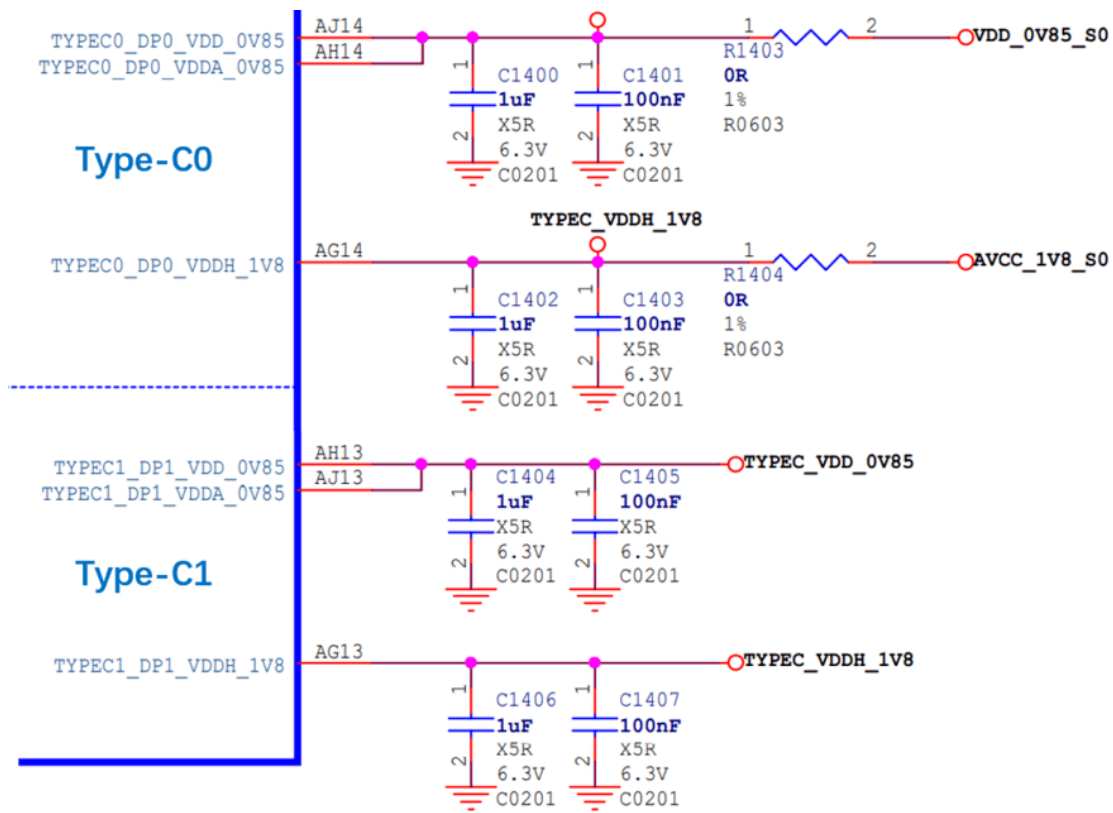 TYPEC0_DP0_VDD_0V85
TYPEC0_DP0_VDDA_0V85
AJ14
AH14
1
2
C1400
1uF
X5R
6.3V
C0201
1
2
C1401
100nF
X5R
6.3V
C0201
1
2
R1403
0R
1%
R0603
VDD_0V85_S0
Type-C0
TYPEC_VDDH_1V8
TYPEC0_DP0_VDDH_1V8
AG14
1
2
C1402
1uF
X5R
6.3V
C0201
1
2
C1403
100nF
X5R
6.3V
C0201
1
2
R1404
0R
1%
R0603
AVCC_1V8_S0
TYPEC1_DP1_VDD_0V85
TYPEC1_DP1_VDDA_0V85
AH13
AJ13
1
2
C1404
1uF
X5R
6.3V
C0201
1
2
C1405
100nF
X5R
6.3V
C0201
TYPEC_VDD_0V85
Type-C1
TYPEC1_DP1_VDDH_1V8
AG13
1
2
C1406
1uF
X5R
6.3V
C0201
1
2
C1407
100nF
X5R
6.3V
C0201
TYPEC_VDDH_1V8